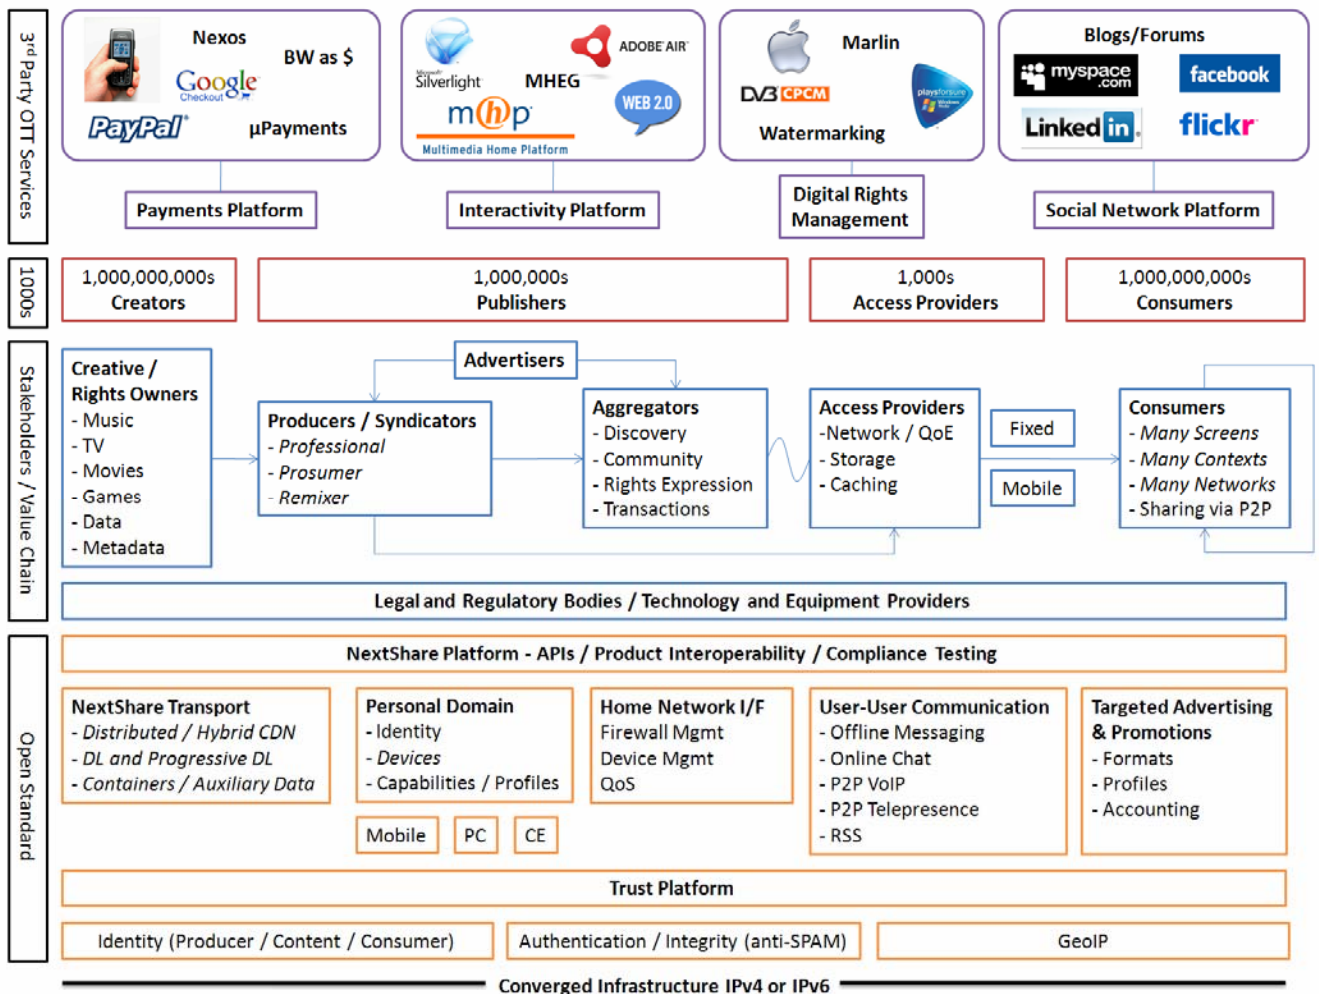 3rd Party OTT Services
Nexos
BW as $
Google
Checkout
PayPal
µPayments
Payments Platform
Microsoft
Silverlight
ADOBE AIR
MHEG
mhp
WEB 2.0
Multimedia Home Platform
Interactivity Platform
Marlin
DVB CPCM
playsforsure
Watermarking
Digital Rights
Management
Blogs/Forums
myspace
.com
facebook
Linked in
flickr
Social Network Platform
1000s
1,000,000,000s
Creators
1,000,000s
Publishers
1,000s
Access Providers
1,000,000,000s
Consumers
Stakeholders / Value Chain
Advertisers
Creative /
Rights Owners
- Music
- TV
- Movies
- Games
- Data
- Metadata
Producers / Syndicators
- Professional
- Prosumer
- Remixer
Aggregators
- Discovery
- Community
- Rights Expression
- Transactions
Access Providers
-Network / QoE
- Storage
- Caching
Fixed
Mobile
Consumers
- Many Screens
- Many Contexts
- Many Networks
- Sharing via P2P
Legal and Regulatory Bodies / Technology and Equipment Providers
Open Standard
NextShare Platform - APIs / Product Interoperability / Compliance Testing
NextShare Transport
- Distributed / Hybrid CDN
- DL and Progressive DL
- Containers / Auxiliary Data
Personal Domain
- Identity
- Devices
- Capabilities / Profiles
Mobile
PC
CE
Home Network I/F
Firewall Mgmt
Device Mgmt
QoS
User-User Communication
- Offline Messaging
- Online Chat
- P2P VoIP
- P2P Telepresence
- RSS
Targeted Advertising
& Promotions
- Formats
- Profiles
- Accounting
Trust Platform
Identity (Producer / Content / Consumer)
Authentication / Integrity (anti-SPAM)
GeoIP
Converged Infrastructure IPv4 or IPv6